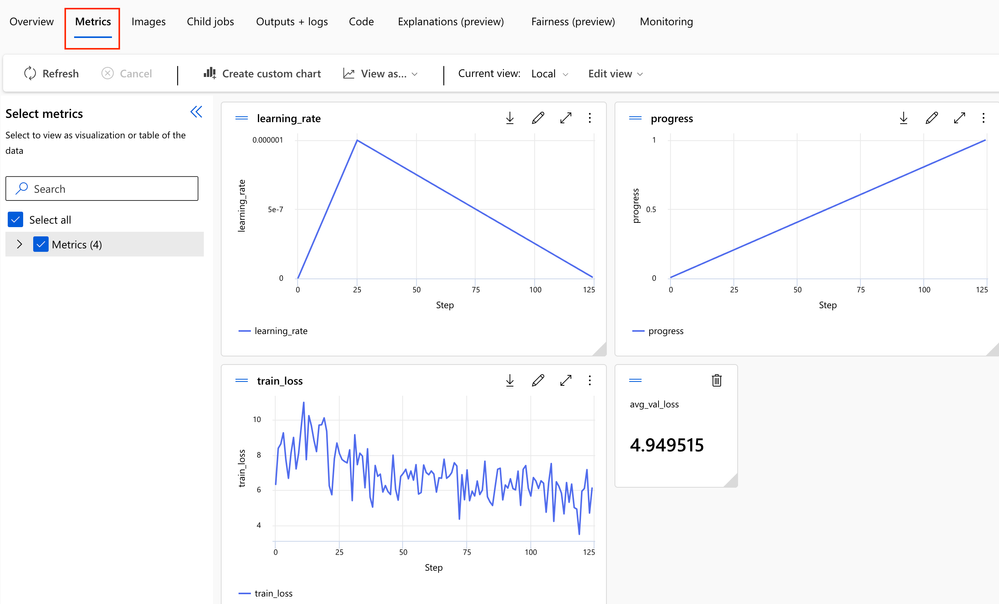 Overview Metrics Images Child jobs Outputs + logs Code Explanations (preview) Fairness (preview) Monitoring
Refresh Cancel Create custom chart View as... Current view: Local Edit view
Select metrics
Select to view as visualization or table of the
data
Search
Select all
Metrics (4)
learning_rate
0.000001
5e-7
0
learning_rate
0 25 50 75 100 125
Step
learning_rate
progress
1
0.5
0
progress
0 25 50 75 100 125
Step
progress
train_loss
10
8
6
4
train_loss
0 25 50 75 100 125
Step
train_loss
avg_val_loss
4.949515